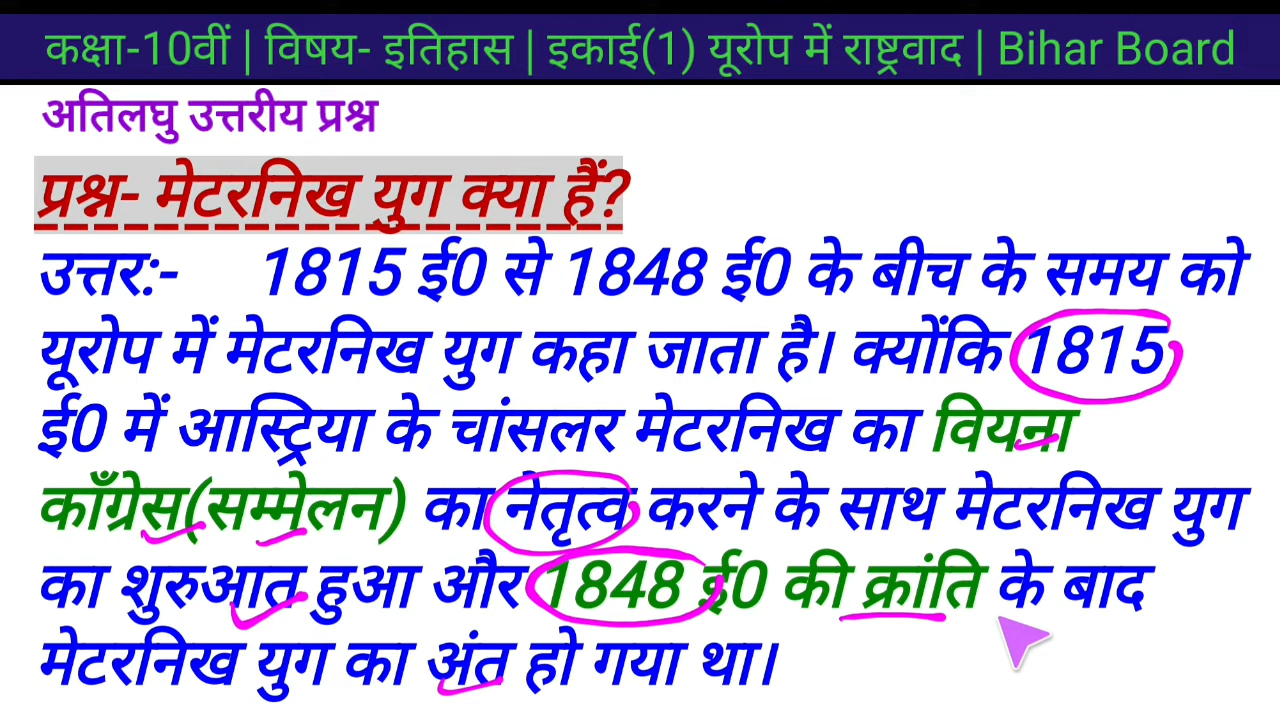 कक्षा-10वीं | विषय- इतिहास | इकाई(1) यूरोप में राष्ट्रवाद | Bihar Board
अतिलघु उत्तरीय प्रश्न
प्रश्न- मेटरनिख युग क्या हैं?
उत्तर:- 1815 ई0 से 1848 ई0 के बीच के समय को
यूरोप में मेटरनिख युग कहा जाता है। क्योंकि 1815
ई0 में आस्ट्रिया के चांसलर मेटरनिख का वियना
काँग्रेस(सम्मेलन) का नेतृत्व करने के साथ मेटरनिख युग
का शुरुआत हुआ और 1848 ई0 की क्रांति के बाद
मेटरनिख युग का अंत हो गया था।